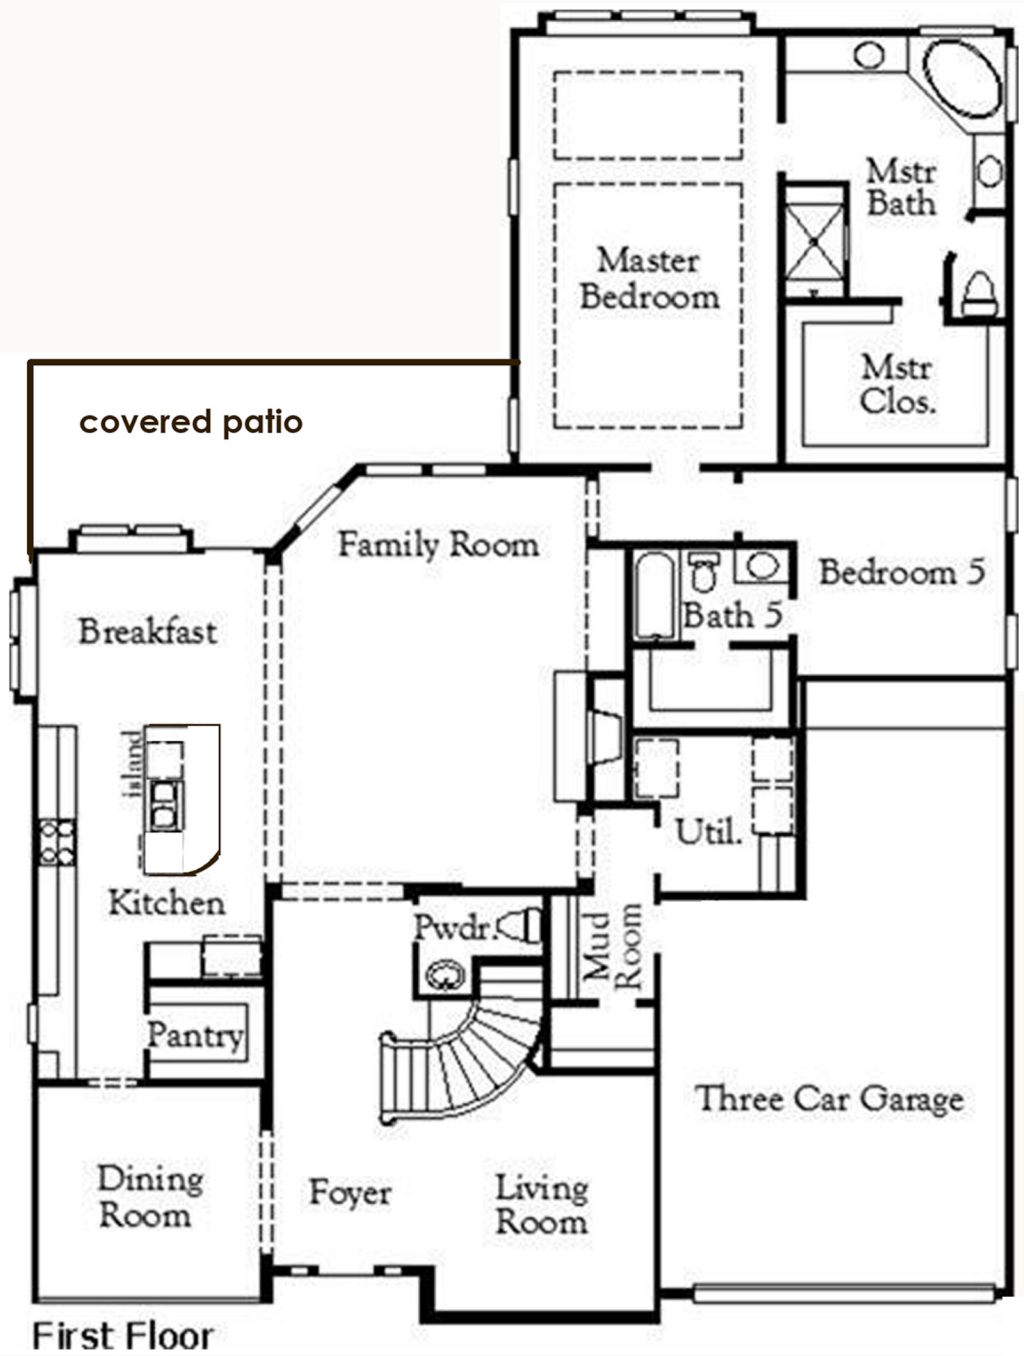 Mstr
Bath
Master
Bedroom
Mstr
Clos.
covered patio
Family Room
Bedroom 5
Breakfast
Bath 5
island
Util.
Kitchen
Pwdr.
Mud
Room
Pantry
Three Car Garage
Dining
Room
Foyer
Living
Room
First Floor